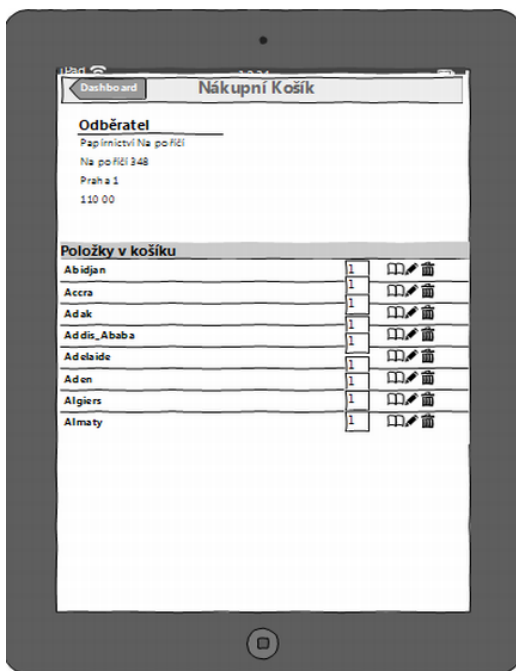 iPad
Dashboard
Nákupní Košík
Odběratel
Papírnictví Na poříčí
Na poříčí 348
Praha 1
110 00
Položky v košíku
Abidjan 1
Accra 1
Adak 1
Addis_Ababa 1
Adelaide 1
Aden 1
Algiers 1
Almaty 1